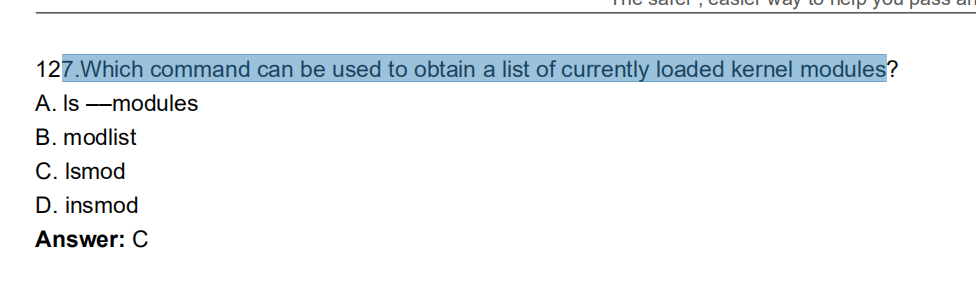 The safer , easier way to help you pass an
127.Which command can be used to obtain a list of currently loaded kernel modules?
A. ls —modules
B. modlist
C. lsmod
D. insmod
Answer: C